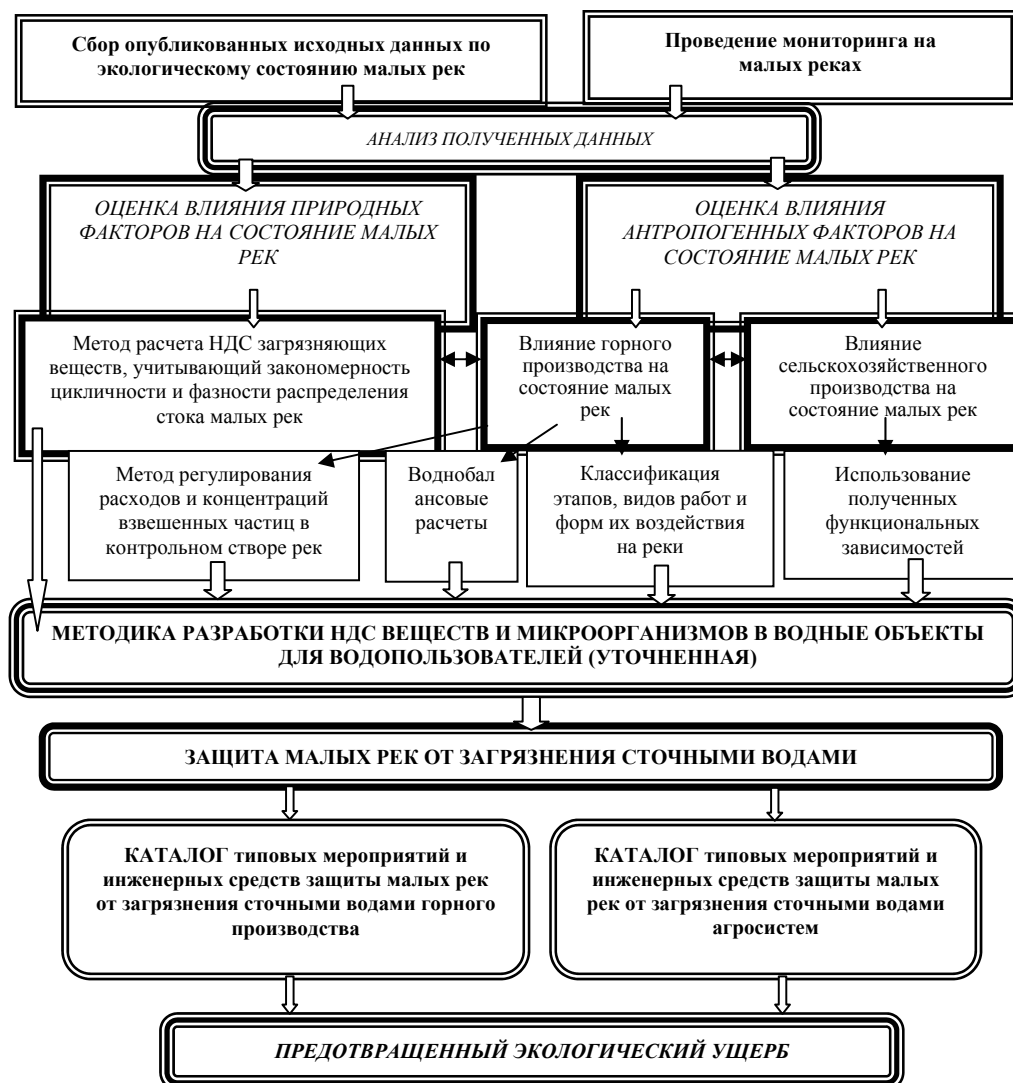 Сбор опубликованных исходных данных по
экологическому состоянию малых рек
Проведение мониторинга на
малых реках
АНАЛИЗ ПОЛУЧЕННЫХ ДАННЫХ
ОЦЕНКА ВЛИЯНИЯ ПРИРОДНЫХ
ФАКТОРОВ НА СОСТОЯНИЕ МАЛЫХ
РЕК
ОЦЕНКА ВЛИЯНИЯ
АНТРОПОГЕННЫХ ФАКТОРОВ НА
СОСТОЯНИЕ МАЛЫХ РЕК
Метод расчета НДС загрязняющих
веществ, учитывающий закономерность
цикличности и фазности распределения
стока малых рек
Влияние горного
производства на
состояние малых
рек
Влияние
сельскохозяйственного
производства на
состояние малых рек
Метод регулирования
расходов и концентраций
взвешенных частиц в
контрольном створе рек
Воднобал
ансовые
расчеты
Классификация
этапов, видов работ и
форм их воздействия
на реки
Использование
полученных
функциональных
зависимостей
МЕТОДИКА РАЗРАБОТКИ НДС ВЕЩЕСТВ И МИКРООРГАНИЗМОВ В ВОДНЫЕ ОБЪЕКТЫ
ДЛЯ ВОДОПОЛЬЗОВАТЕЛЕЙ (УТОЧНЕННАЯ)
ЗАЩИТА МАЛЫХ РЕК ОТ ЗАГРЯЗНЕНИЯ СТОЧНЫМИ ВОДАМИ
КАТАЛОГ типовых мероприятий и
инженерных средств защиты малых рек
от загрязнения сточными водами горного
производства
КАТАЛОГ типовых мероприятий и
инженерных средств защиты малых
рек от загрязнения сточными водами
агросистем
ПРЕДОТВРАЩЕННЫЙ ЭКОЛОГИЧЕСКИЙ УЩЕРБ